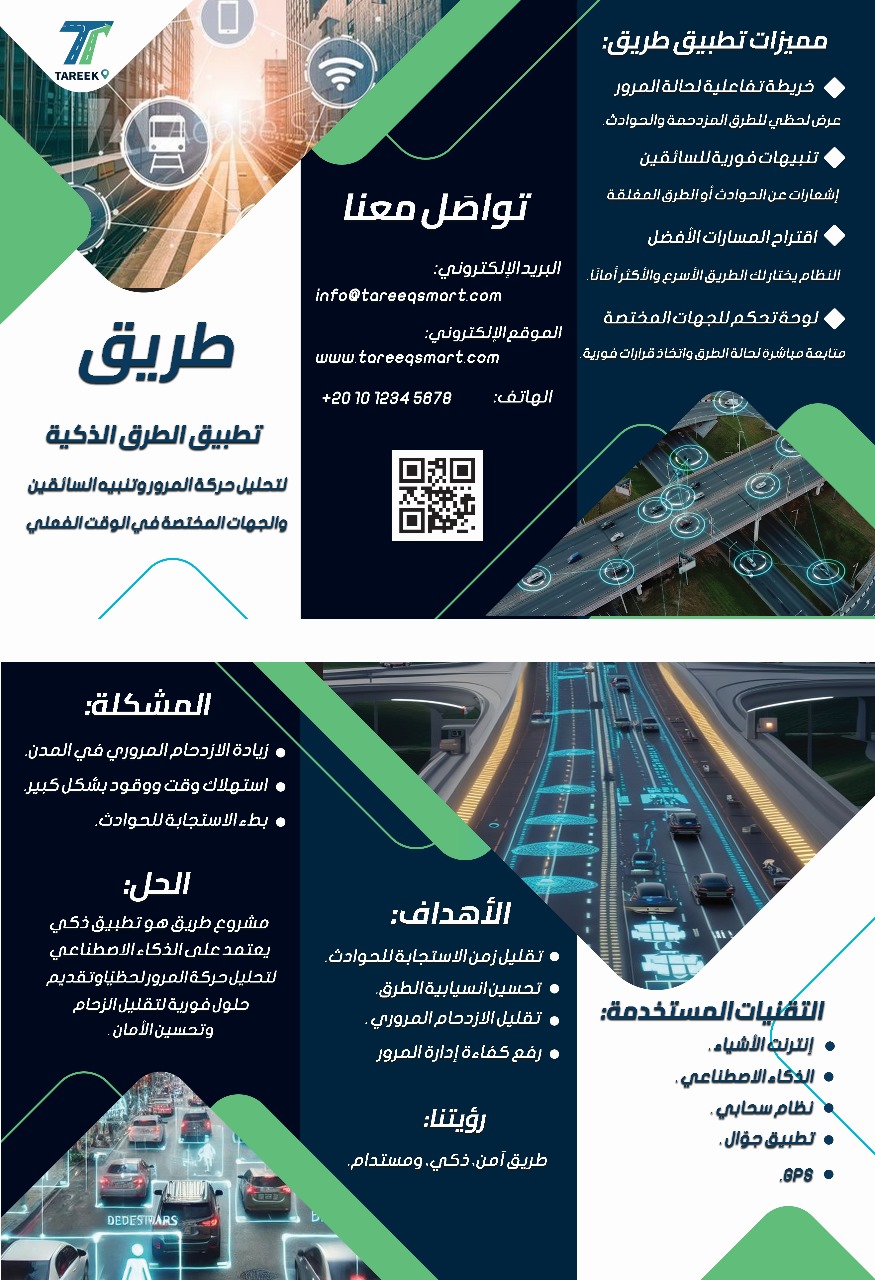 مميزات تطبيق طريق:
خريطة تفاعلية لحالة المرور
عرض لحظي للطرق المزدحمة والحوادث.
تنبيهات فورية للسائقين
إشعارات عن الحوادث أو الطرق المغلقة
اقتراح المسارات الأفضل
النظام يختار لك الطريق الأسرع والأكثر أمانًا.
لوحة تحكم للجهات المختصة
متابعة مباشرة لحالة الطرق واتخاذ قرارات فورية.
تواصَل معنا
البريد الإلكتروني:
info@tareeqsmart.com
الموقع الإلكتروني:
www.tareeqsmart.com
الهاتف: +20 10 1234 5678
TAREEK
Adobe Sto
طريق
تطبيق الطرق الذكية
لتحليل حركة المرور وتنبيه السائقين
والجهات المختصة في الوقت الفعلي
التقنيات المستخدمة:
إنترنت الأشياء.
الذكاء الاصطناعي.
نظام سحابي.
تطبيق جوّال.
GPS.
الأهداف:
تقليل زمن الاستجابة للحوادث.
تحسين انسيابية الطرق.
تقليل الازدحام المروري.
رفع كفاءة إدارة المرور
رؤيتنا:
طريق آمن، ذكي، ومستدام.
المشكلة:
زيادة الازدحام المروري في المدن.
استهلاك وقت ووقود بشكل كبير.
بطء الاستجابة للحوادث.
الحل:
مشروع طريق هو تطبيق ذكي
يعتمد على الذكاء الاصطناعي
لتحليل حركة المرور لحظيًا وتقديم
حلول فورية لتقليل الزحام
وتحسين الأمان.
DEDESTWARS